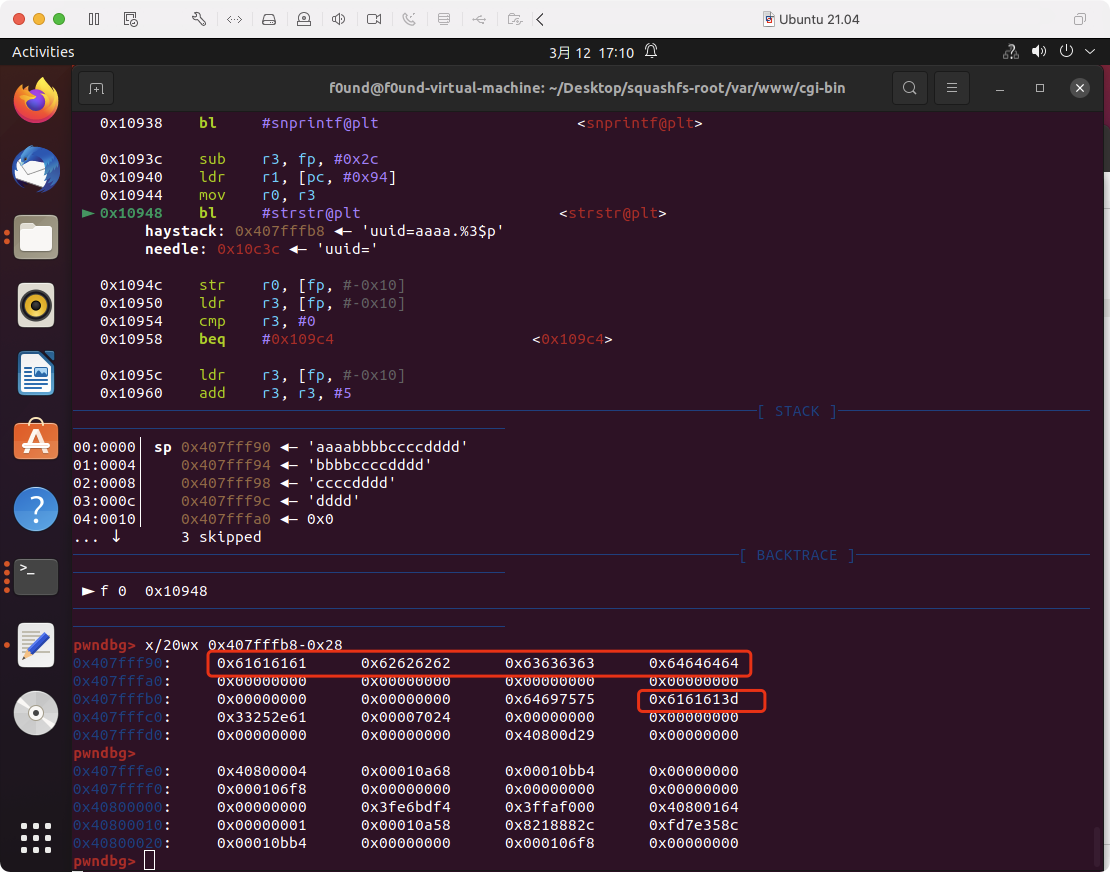 Ubuntu 21.04
Activities
3月 12 17:10
f0und@f0und-virtual-machine: ~/Desktop/squashfs-root/var/www/cgi-bin
0x10938 bl #snprintf@plt <snprintf@plt>
0x1093c sub r3, fp, #0x2c
0x10940 ldr r1, [pc, #0x94]
0x10944 mov r0, r3
► 0x10948 bl #strstr@plt <strstr@plt>
haystack: 0x407fffb8 ◄— 'uuid=aaaa.%3$p'
needle: 0x10c3c ◄— 'uuid='
0x1094c str r0, [fp, #-0x10]
0x10950 ldr r3, [fp, #-0x10]
0x10954 cmp r3, #0
0x10958 beq #0x109c4 <0x109c4>
0x1095c ldr r3, [fp, #-0x10]
0x10960 add r3, r3, #5
[ STACK ]
00:0000│ sp 0x407fff90 ◄— 'aaaabbbbccccdddd'
01:0004│ 0x407fff94 ◄— 'bbbbccccdddd'
02:0008│ 0x407fff98 ◄— 'ccccdddd'
03:000c│ 0x407fff9c ◄— 'dddd'
04:0010│ 0x407fffa0 ◄— 0x0
... ↓ 3 skipped
[ BACKTRACE ]
► f 0 0x10948
pwndbg> x/20wx 0x407fffb8-0x28
0x407fff90: 0x61616161 0x62626262 0x63636363 0x64646464
0x407fffa0: 0x00000000 0x00000000 0x00000000 0x00000000
0x407fffb0: 0x00000000 0x00000000 0x64697575 0x6161613d
0x407fffc0: 0x33252e61 0x00007024 0x00000000 0x00000000
0x407fffd0: 0x00000000 0x00000000 0x40800d29 0x00000000
pwndbg>
0x407fffe0: 0x40800004 0x00010a68 0x00010bb4 0x00000000
0x407ffff0: 0x000106f8 0x00000000 0x00000000 0x00000000
0x40800000: 0x00000000 0x3fe6bdf4 0x3ffaf000 0x40800164
0x40800010: 0x00000001 0x00010a58 0x8218882c 0xfd7e358c
0x40800020: 0x00010bb4 0x00000000 0x000106f8 0x00000000
pwndbg>